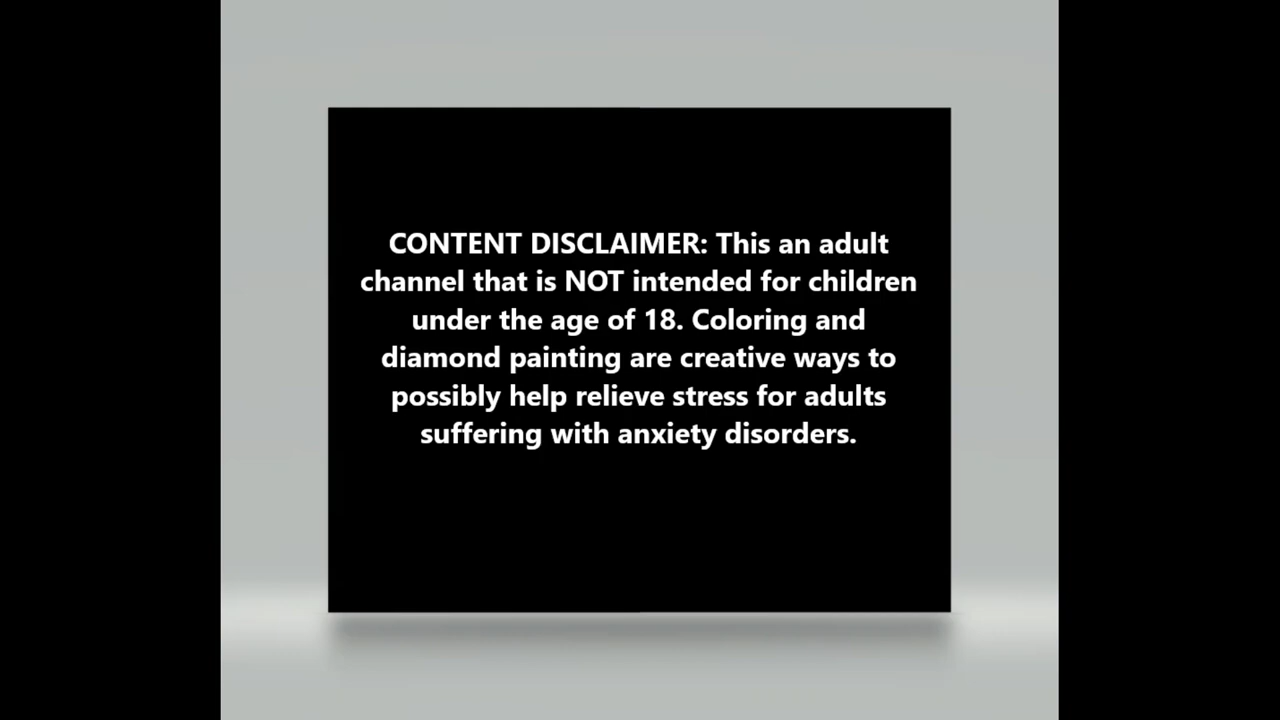 CONTENT DISCLAIMER: This an adult
channel that is NOT intended for children
under the age of 18. Coloring and
diamond painting are creative ways to
possibly help relieve stress for adults
suffering with anxiety disorders.